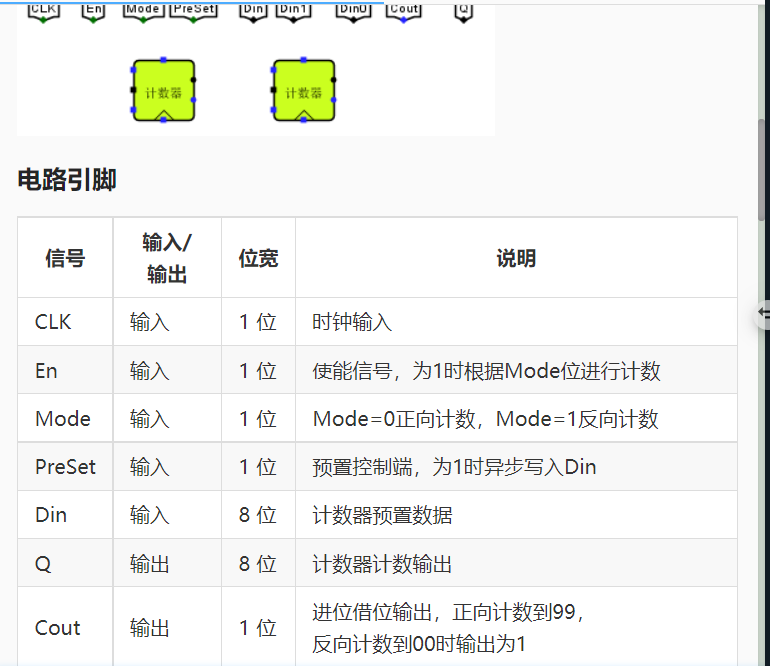 CLK En Mode PreSet Din Din1 Din0 Cout Q
计数器 计数器
电路引脚
信号 输入/输出 位宽 说明
CLK 输入 1 位 时钟输入
En 输入 1 位 使能信号，为1时根据Mode位进行计数
Mode 输入 1 位 Mode=0正向计数，Mode=1反向计数
PreSet 输入 1 位 预置控制端，为1时异步写入Din
Din 输入 8 位 计数器预置数据
Q 输出 8 位 计数器计数输出
Cout 输出 1 位 进位借位输出，正向计数到99，
反向计数到00时输出为1